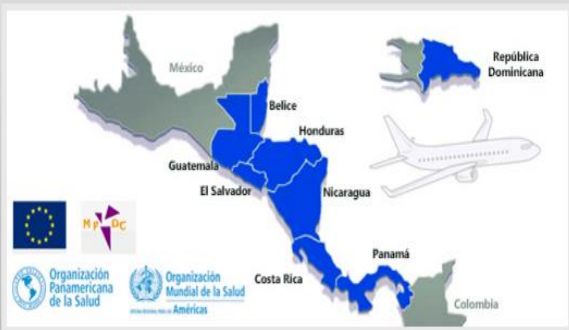 México
República
Dominicana
Belice
Honduras
Guatemala
El Salvador
Nicaragua
Panamá
Costa Rica
Colombia
Organización
Panamericana
de la Salud
Organización
Mundial de la Salud
Américas